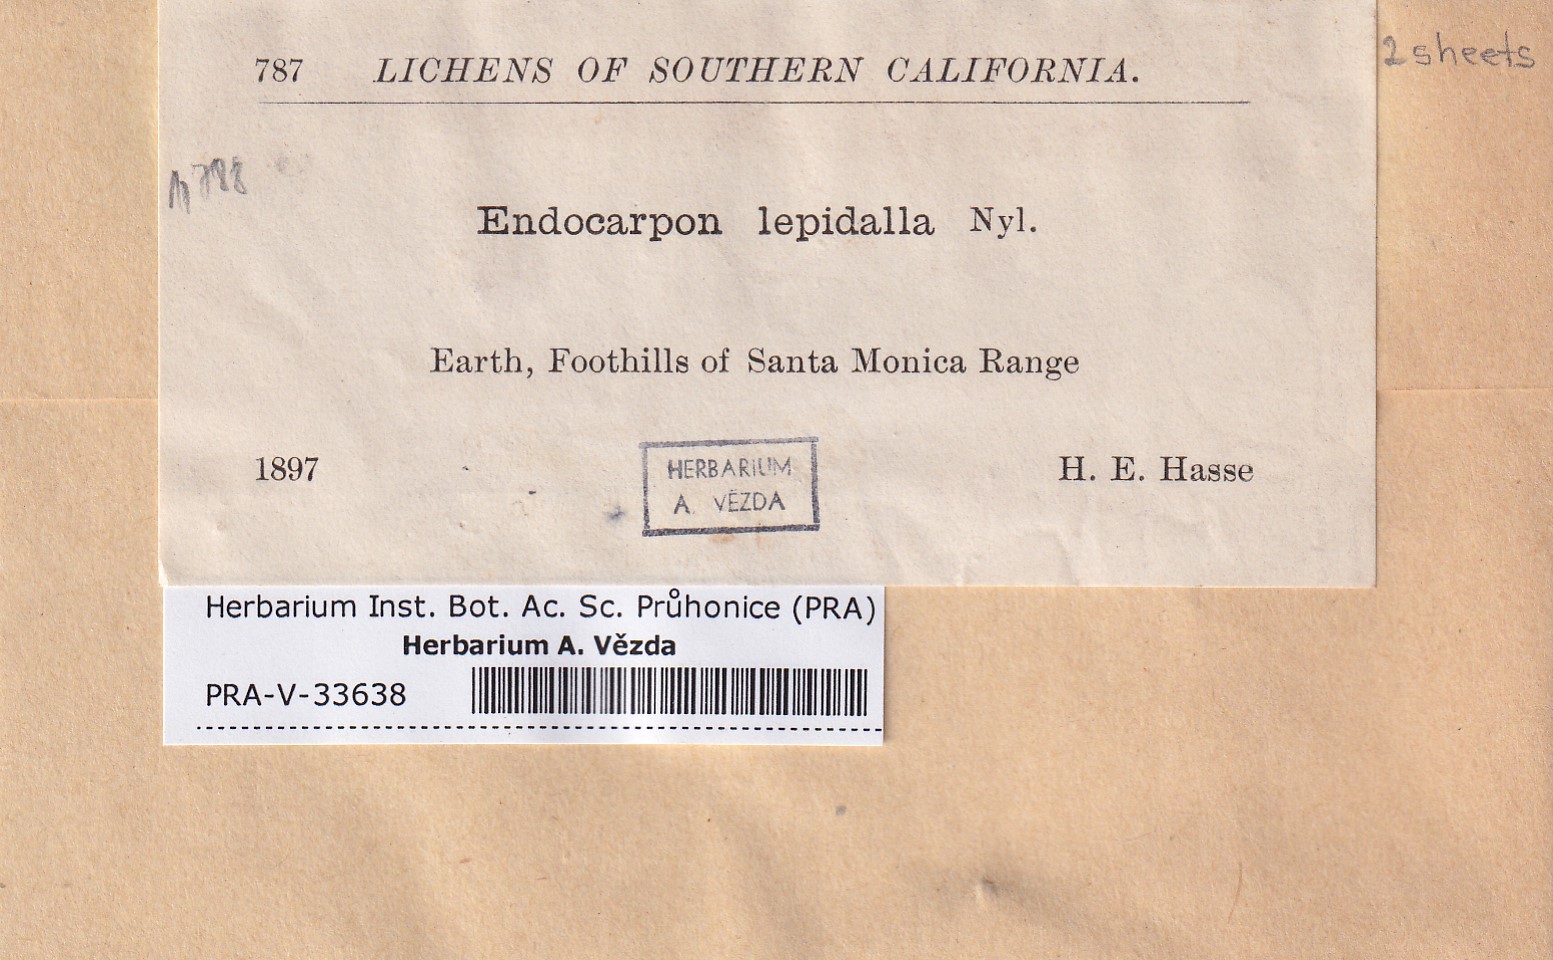 787 LICHENS OF SOUTHERN CALIFORNIA.
2 sheets
788
Endocarpon lepidalla Nyl.
Earth, Foothills of Santa Monica Range
1897 H. E. Hasse
HERBARIUM
A. VĚZDA
Herbarium Inst. Bot. Ac. Sc. Průhonice (PRA)
Herbarium A. Vězda
PRA-V-33638